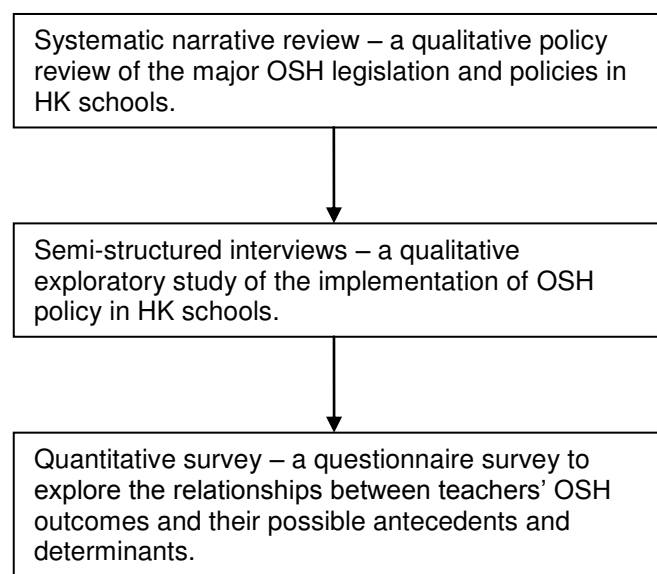 Systematic narrative review – a qualitative policy
review of the major OSH legislation and policies in
HK schools.
Semi-structured interviews – a qualitative
exploratory study of the implementation of OSH
policy in HK schools.
Quantitative survey – a questionnaire survey to
explore the relationships between teachers’ OSH
outcomes and their possible antecedents and
determinants.